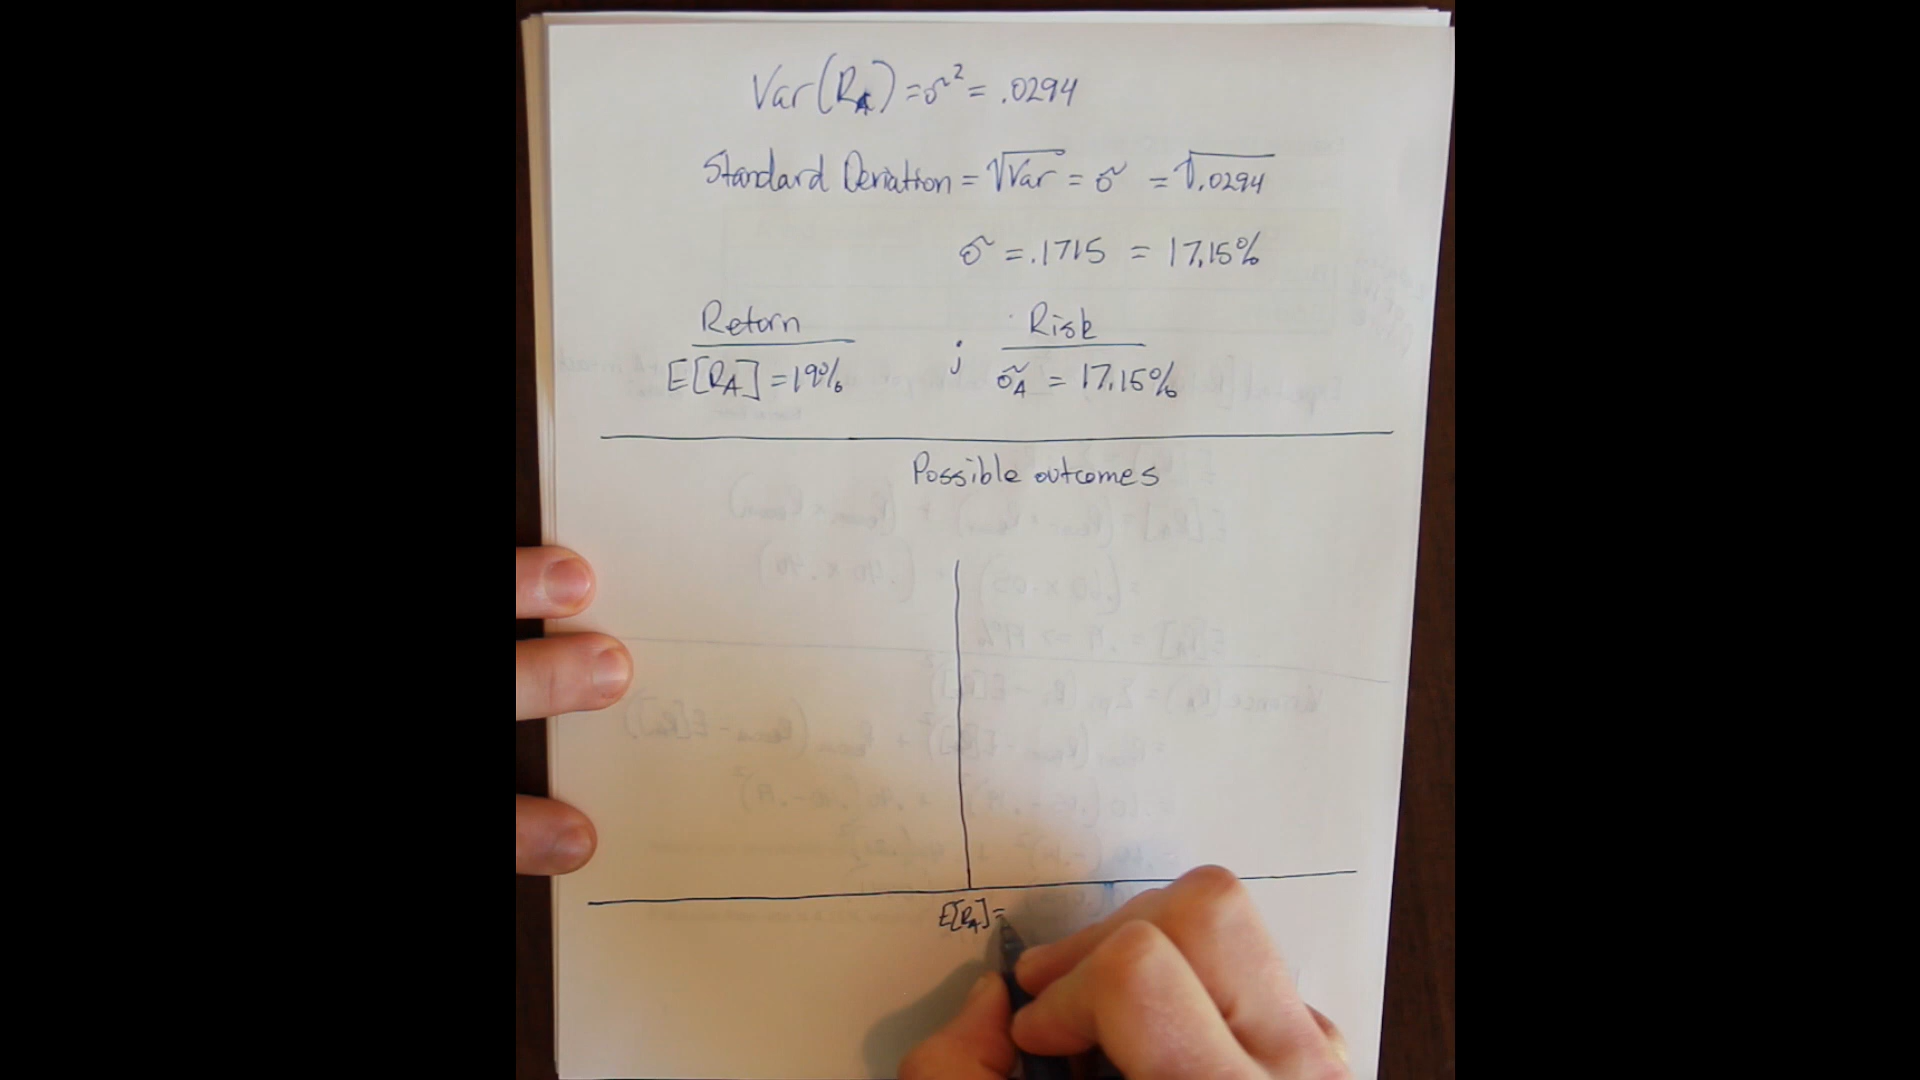 Var(RA) = σ² = .0294
Standard Deviation = √Var = σ = √.0294
σ = .1715 = 17.15%
Return ; Risk
E[RA] = 19% σA = 17.15%
Possible outcomes
E[RA] =